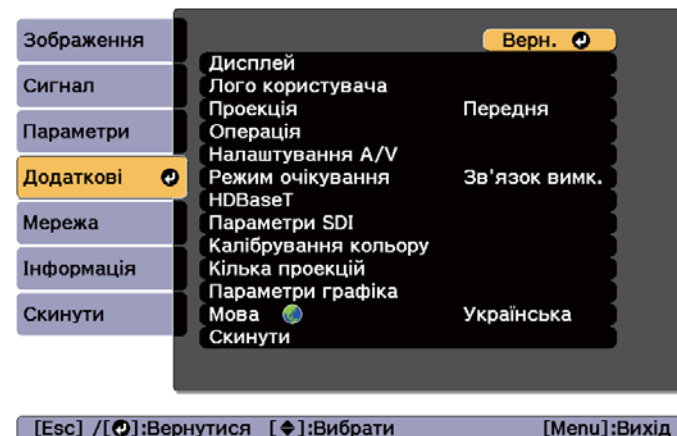 Зображення
Сигнал
Параметри
Додаткові
Мережа
Інформація
Скинути
Верн.
Дисплей
Лого користувача
Проекція Передня
Операція
Налаштування A/V
Режим очікування Зв'язок вимк.
HDBaseT
Параметри SDI
Калібрування кольору
Кілька проекцій
Параметри графіка
Мова Українська
Скинути
[Esc] /[]:Вернутися []:Вибрати [Menu]:Вихід